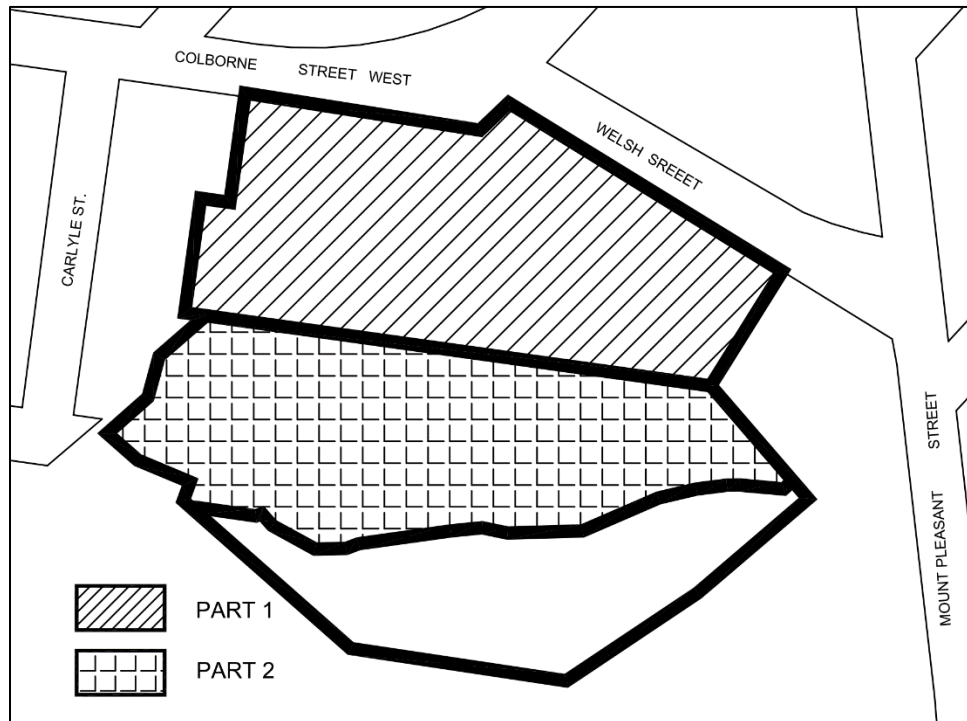 COLBORNE STREET WEST
WELSH SREEET
CARLYLE ST.
MOUNT PLEASANT STREET
PART 1
PART 2